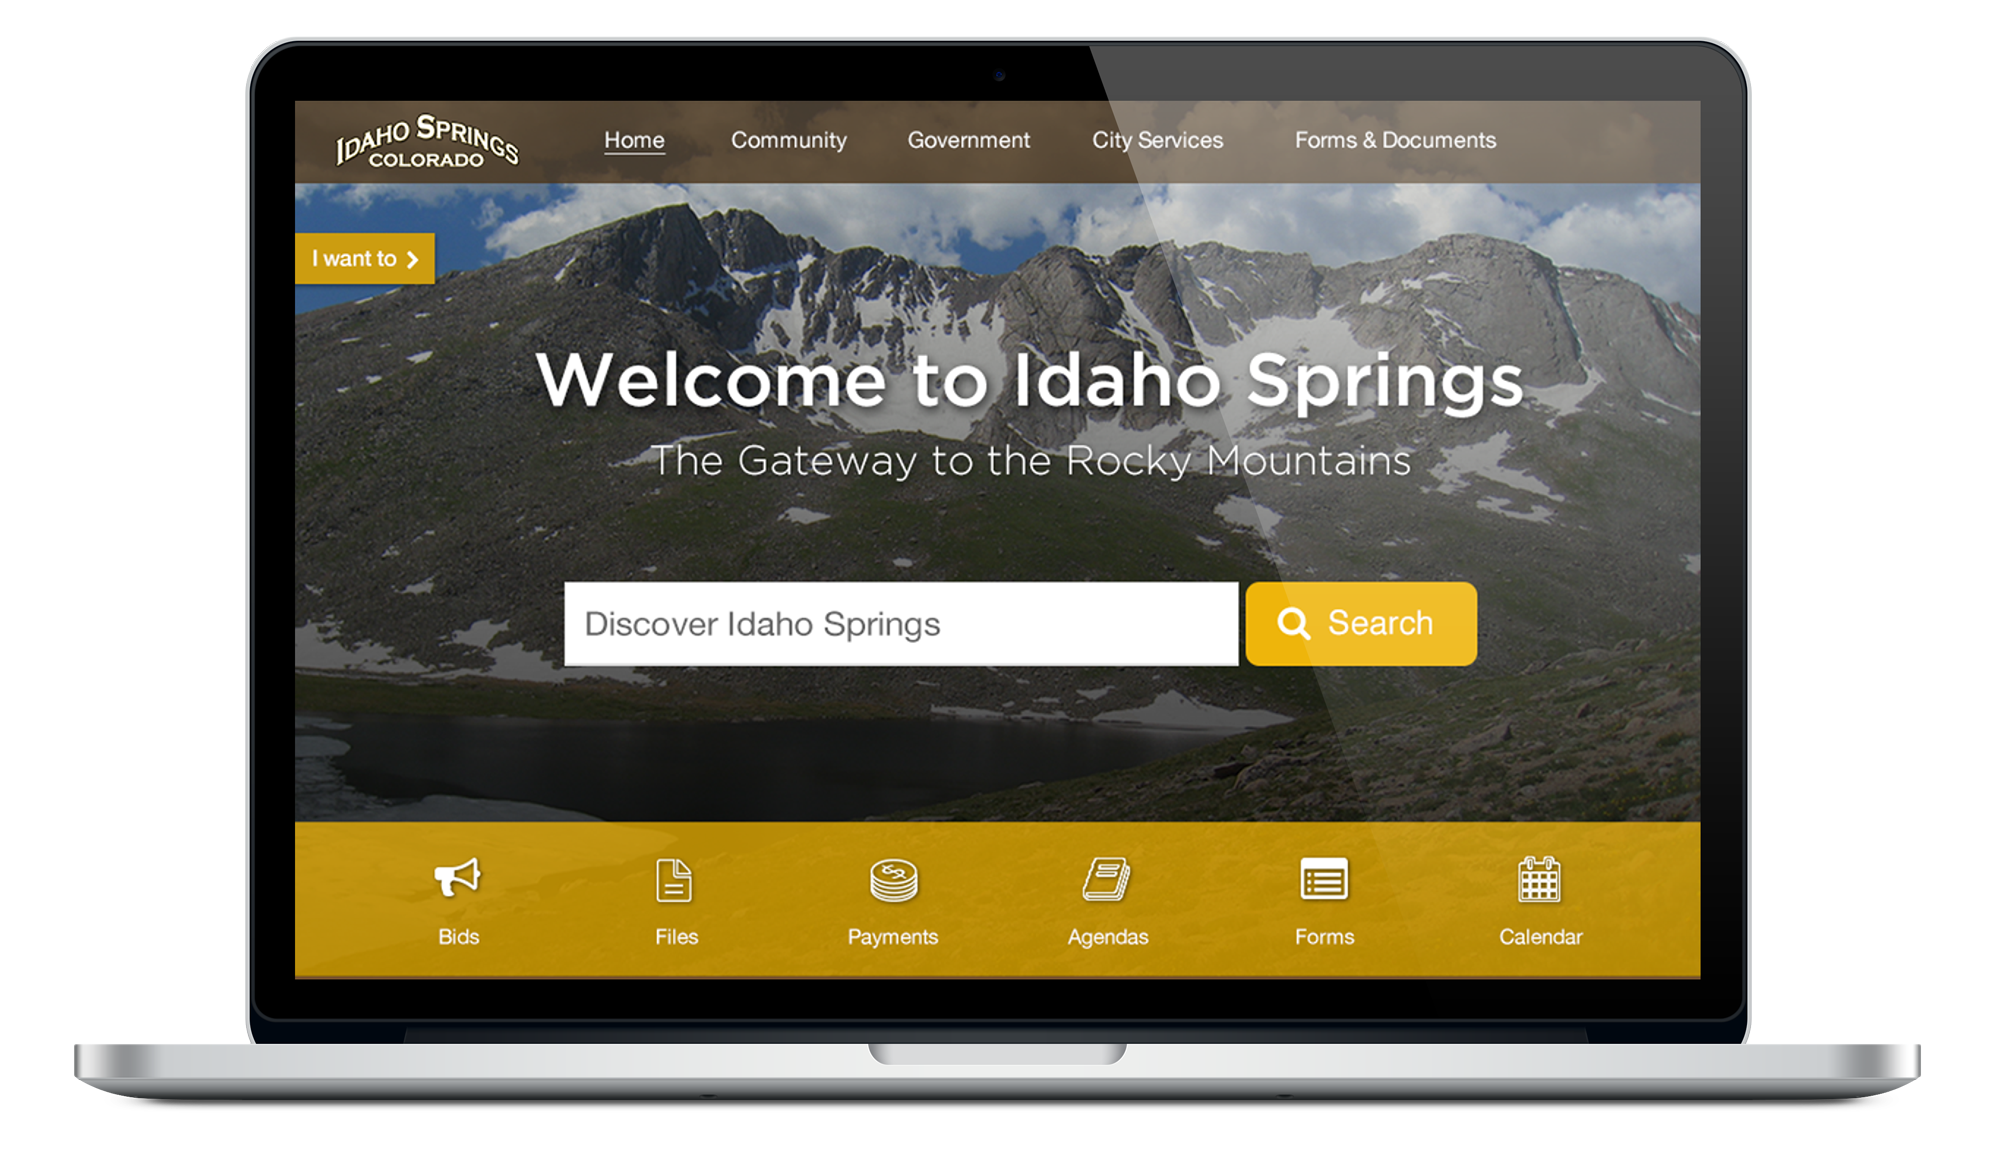 IDAHO SPRINGS
COLORADO
Home
Community
Government
City Services
Forms & Documents
I want to
Welcome to Idaho Springs
The Gateway to the Rocky Mountains
Discover Idaho Springs
Search
Bids
Files
Payments
Agendas
Forms
Calendar